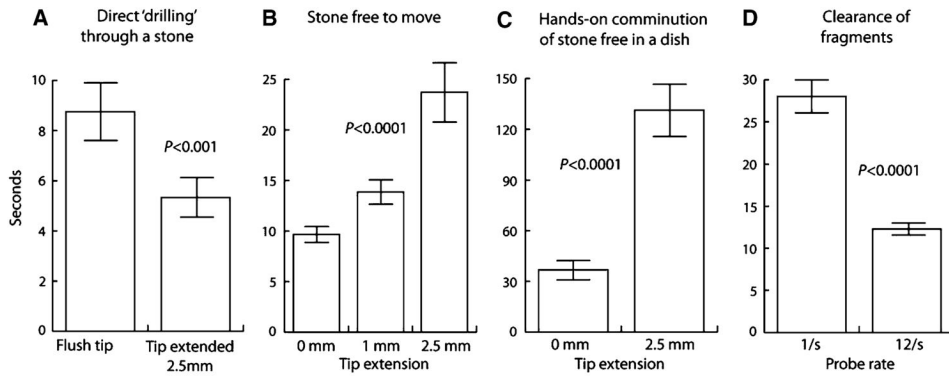 A
Direct 'drilling'
through a stone
Seconds
10
8
6
4
2
0
P<0.001
Flush tip
Tip extended
2.5mm
B
Stone free to move
25
20
15
10
5
0
P<0.0001
0 mm
1 mm
2.5 mm
Tip extension
C
Hands-on comminution
of stone free in a dish
150
120
90
60
30
0
P<0.0001
0 mm
2.5 mm
Tip extension
D
Clearance of
fragments
30
25
20
15
10
5
0
P<0.0001
1/s
12/s
Probe rate